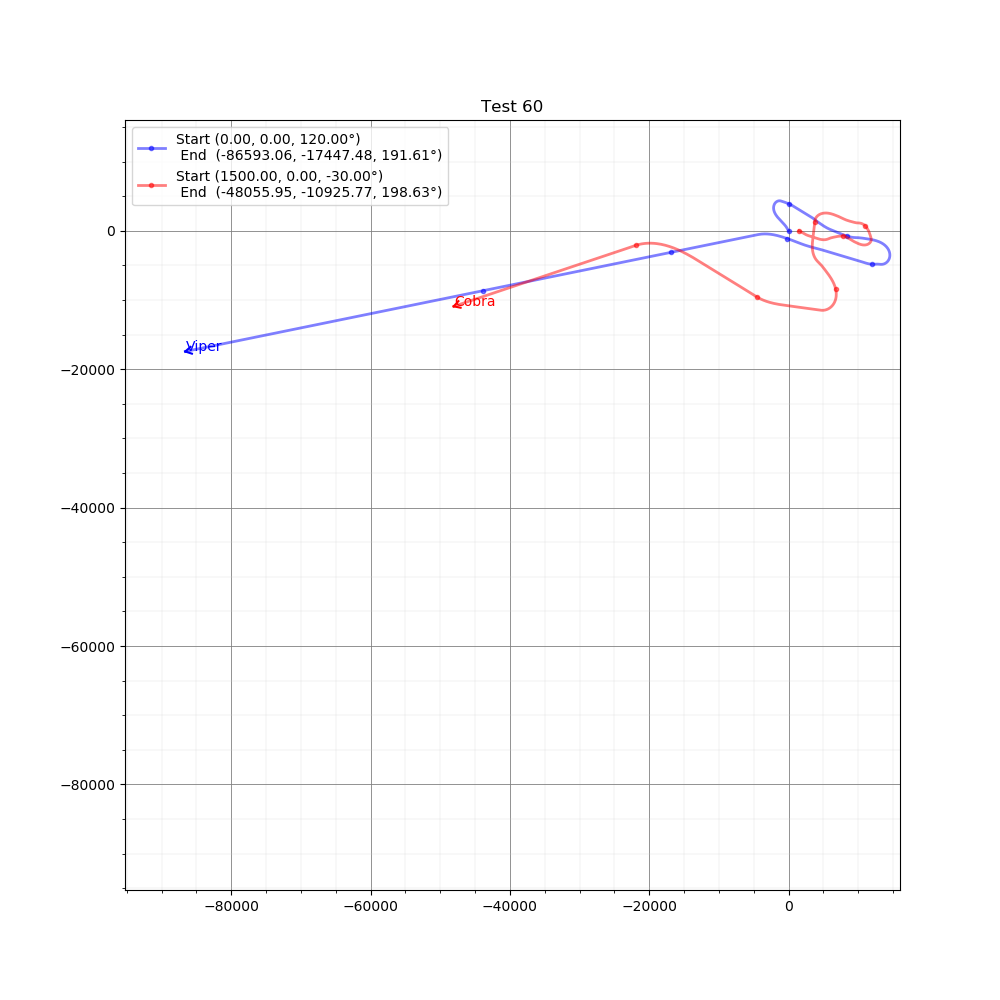 Test 60
Start (0.00, 0.00, 120.00°)
End  (-86593.06, -17447.48, 191.61°)
Start (1500.00, 0.00, -30.00°)
End  (-48055.95, -10925.77, 198.63°)
0
−20000
−40000
−60000
−80000
Cobra
Viper
−80000
−60000
−40000
−20000
0